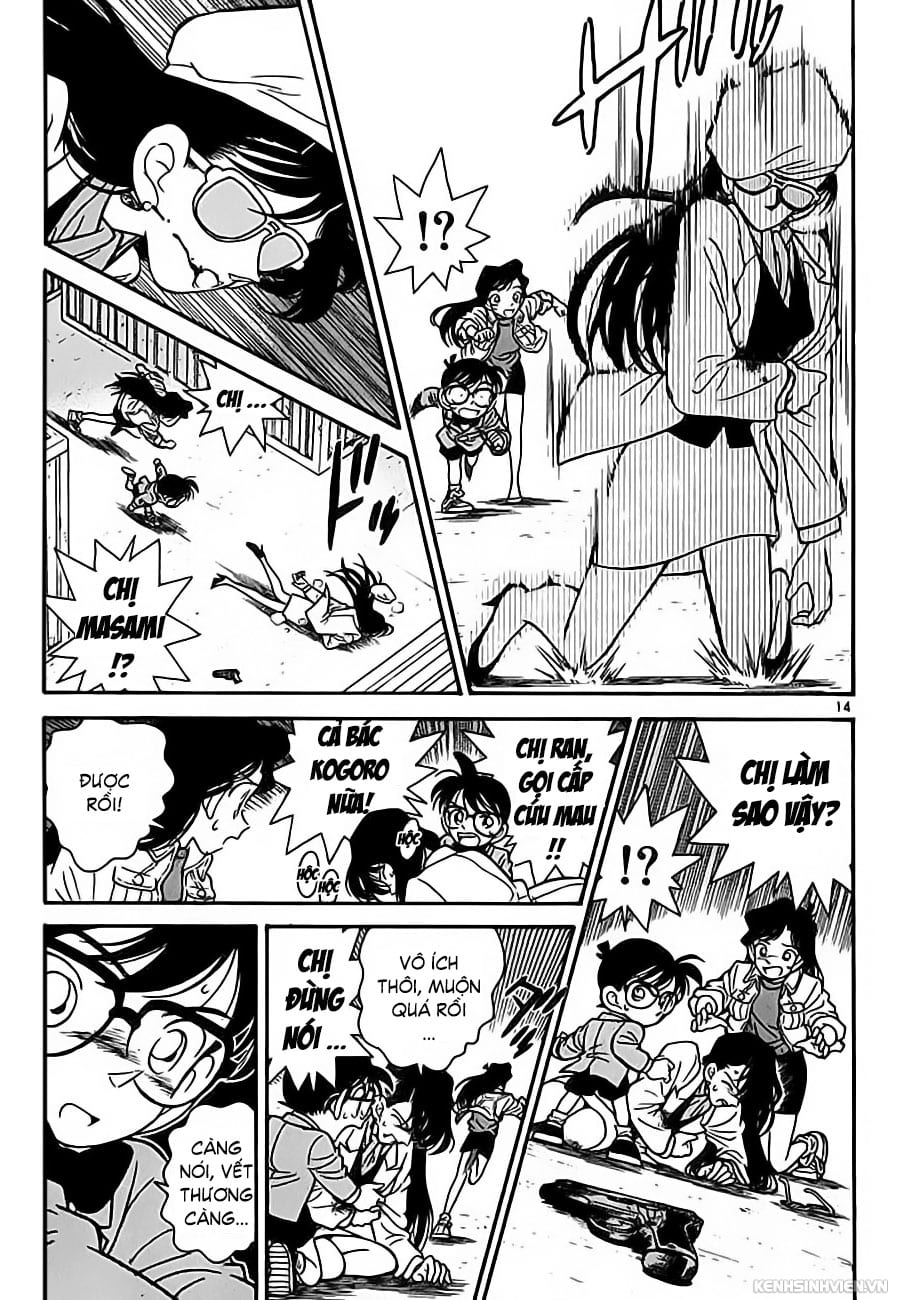 !?
CHỊ ...
CHỊ
MASAMI
!?
14
CHỊ LÀM
SAO VẬY?
!?
CHỊ RAN,
GỌI CẤP
CỨU MAU
!!
CẢ BÁC
KOGORO
NỮA!
HỘC
HỘC
HỘC
ĐƯỢC
RỒI!
VÔ ÍCH
THÔI, MUỘN
QUÁ RỒI
...
CHỊ
ĐỪNG
NÓI ...
CÀNG
NÓI, VẾT
THƯƠNG
CÀNG...
KENHSINHVIEN.VN